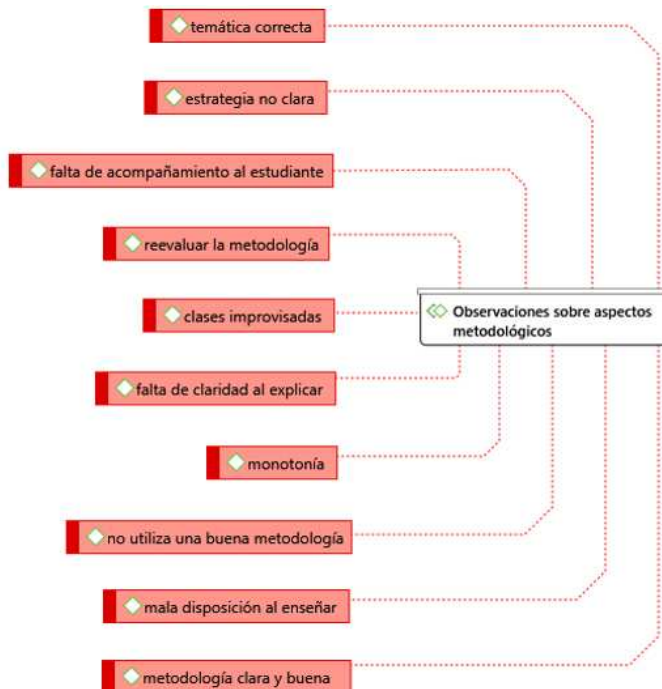 temática correcta
estrategia no clara
falta de acompañamiento al estudiante
reevaluar la metodología
clases improvisadas
Observaciones sobre aspectos
metodológicos
falta de claridad al explicar
monotonía
no utiliza una buena metodología
mala disposición al enseñar
metodología clara y buena